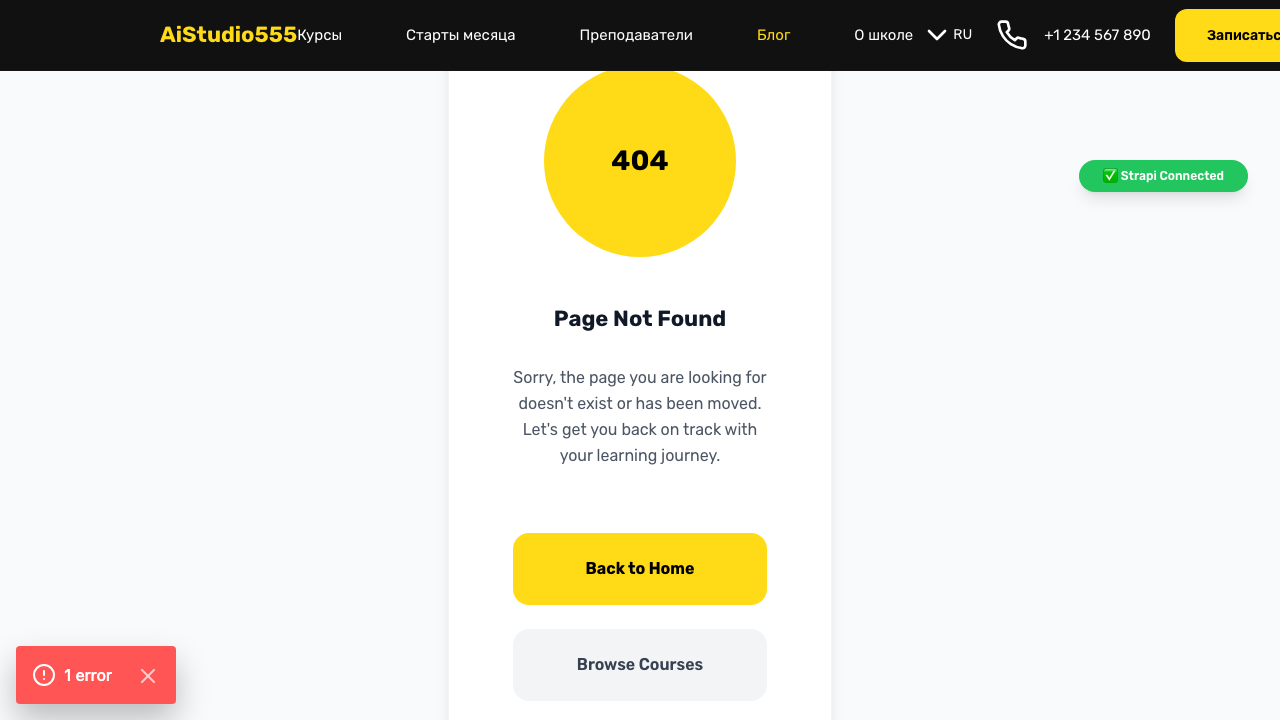 AiStudio555 Курсы Старты месяца Преподаватели Блог О школе RU +1 234 567 890 Записатьс
404
✅ Strapi Connected
Page Not Found
Sorry, the page you are looking for
doesn't exist or has been moved.
Let's get you back on track with
your learning journey.
Back to Home
Browse Courses
1 error